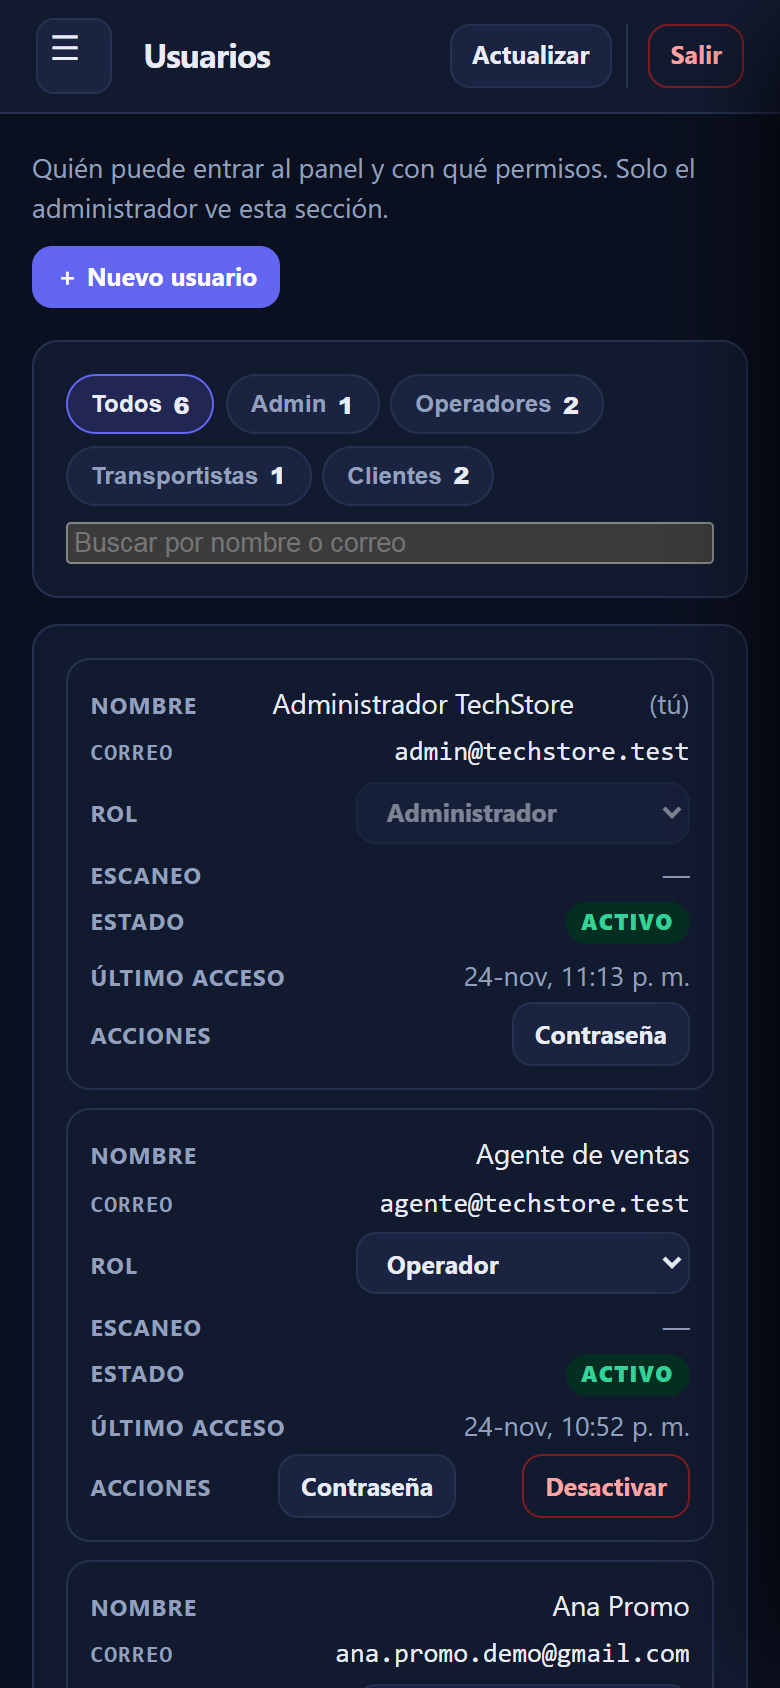 ☰ Usuarios Actualizar Salir
Quién puede entrar al panel y con qué permisos. Solo el
administrador ve esta sección.
+ Nuevo usuario
Todos 6 Admin 1 Operadores 2
Transportistas 1 Clientes 2
Buscar por nombre o correo
NOMBRE Administrador TechStore (tú)
CORREO admin@techstore.test
ROL Administrador
ESCANEO —
ESTADO ACTIVO
ÚLTIMO ACCESO 24-nov, 11:13 p. m.
ACCIONES Contraseña
NOMBRE Agente de ventas
CORREO agente@techstore.test
ROL Operador
ESCANEO —
ESTADO ACTIVO
ÚLTIMO ACCESO 24-nov, 10:52 p. m.
ACCIONES Contraseña Desactivar
NOMBRE Ana Promo
CORREO ana.promo.demo@gmail.com